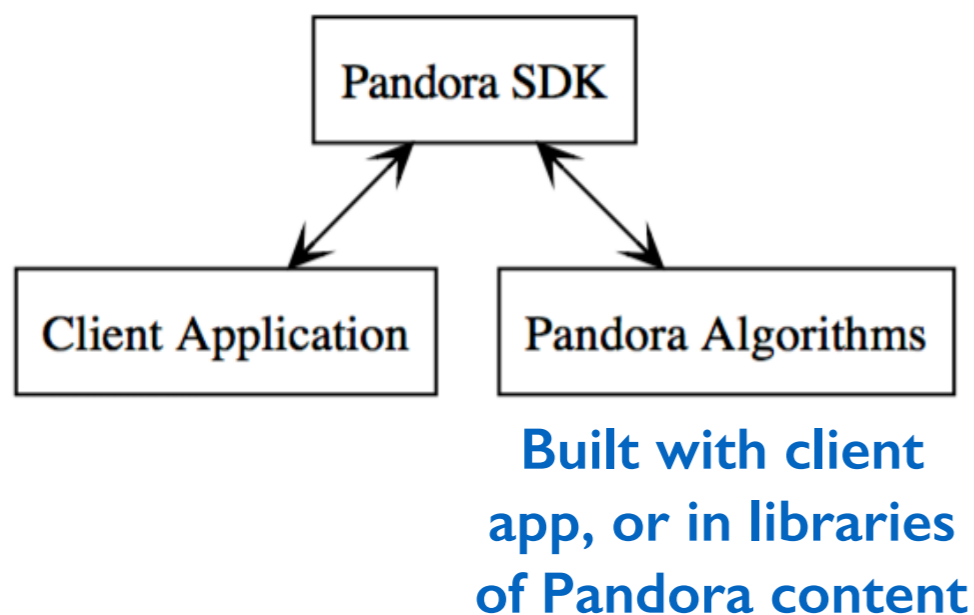 Pandora SDK
Client Application
Pandora Algorithms
Built with client
app, or in libraries
of Pandora content